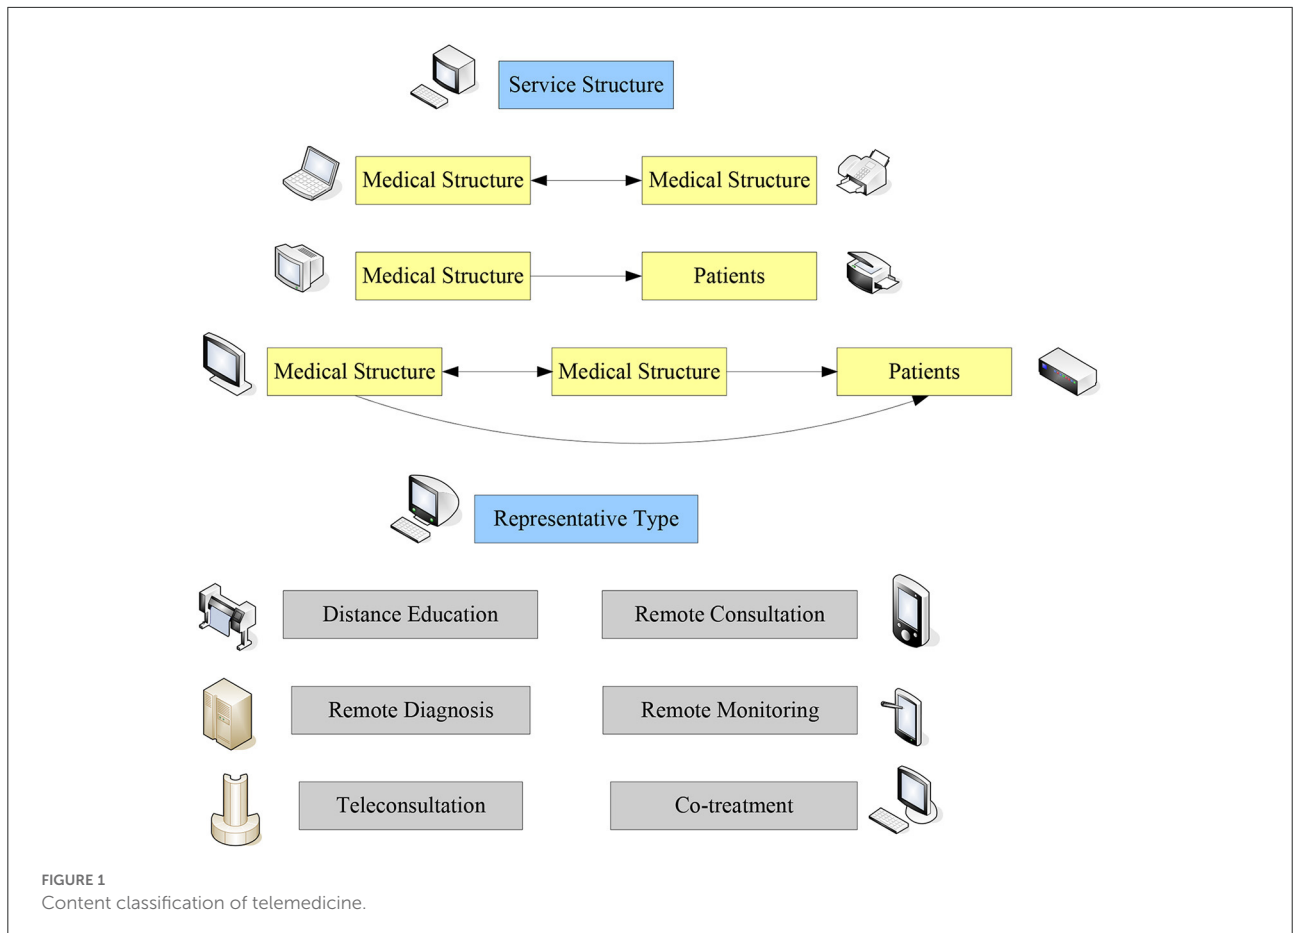 Service Structure
Medical Structure Medical Structure
Medical Structure Patients
Medical Structure Medical Structure Patients
Representative Type
Distance Education Remote Consultation
Remote Diagnosis Remote Monitoring
Teleconsultation Co-treatment
FIGURE 1
Content classification of telemedicine.